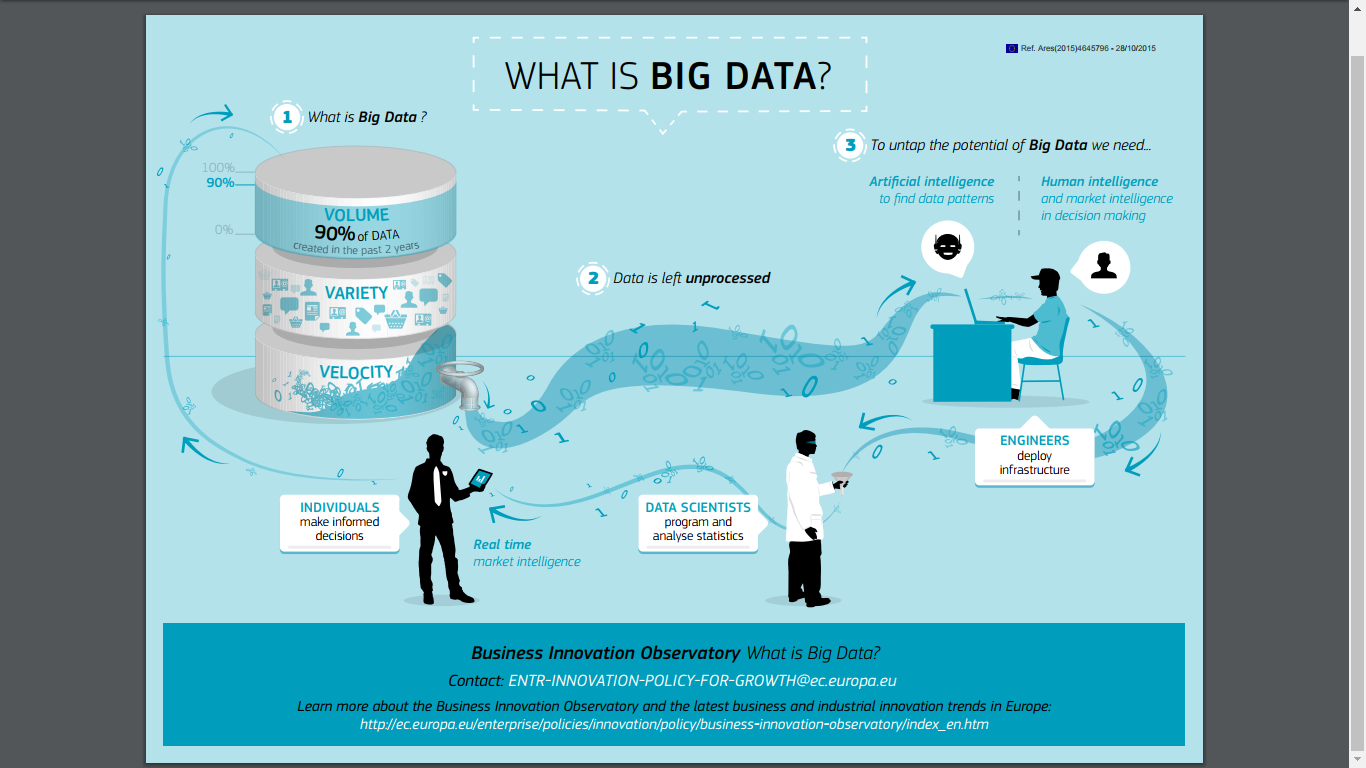 Ref. Ares(2015)4645796 - 28/10/2015
WHAT IS BIG DATA?
1 What is Big Data ?
100%
90%
0%
VOLUME
90% of DATA
created in the past 2 years
VARIETY
VELOCITY
2 Data is left unprocessed
3 To untap the potential of Big Data we need...
Artificial intelligence
to find data patterns
Human intelligence
and market intelligence
in decision making
ENGINEERS
deploy
infrastructure
DATA SCIENTISTS
program and
analyse statistics
Real time
market intelligence
INDIVIDUALS
make informed
decisions
Business Innovation Observatory What is Big Data?
Contact: ENTR-INNOVATION-POLICY-FOR-GROWTH@ec.europa.eu
Learn more about the Business Innovation Observatory and the latest business and industrial innovation trends in Europe:
http://ec.europa.eu/enterprise/policies/innovation/policy/business-innovation-observatory/index_en.htm